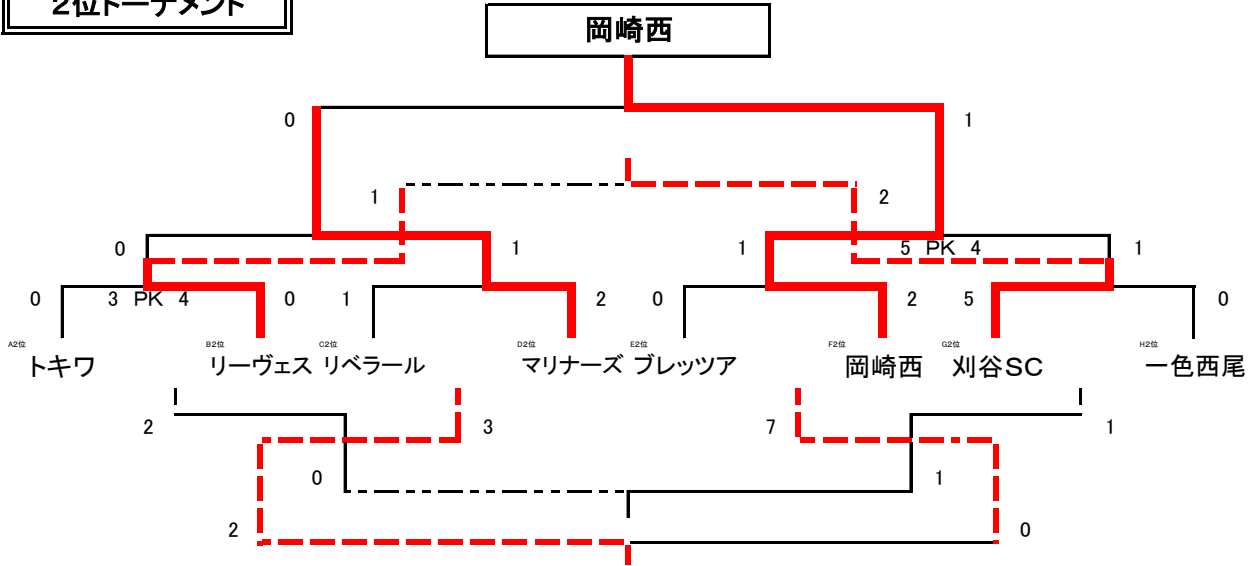 2位トーナメント
岡崎西
0 1
1 2
0 1 1 5 PK 4 1
0 3 PK 4 0 1 2 0 2 5 0
A2位 B2位 C2位 D2位 E2位 F2位 G2位 H2位
トキワ リーヴェス リベラール マリナーズ ブレッツア 岡崎西 刈谷SC 一色西尾
2 3 7 1
0 1
2 0